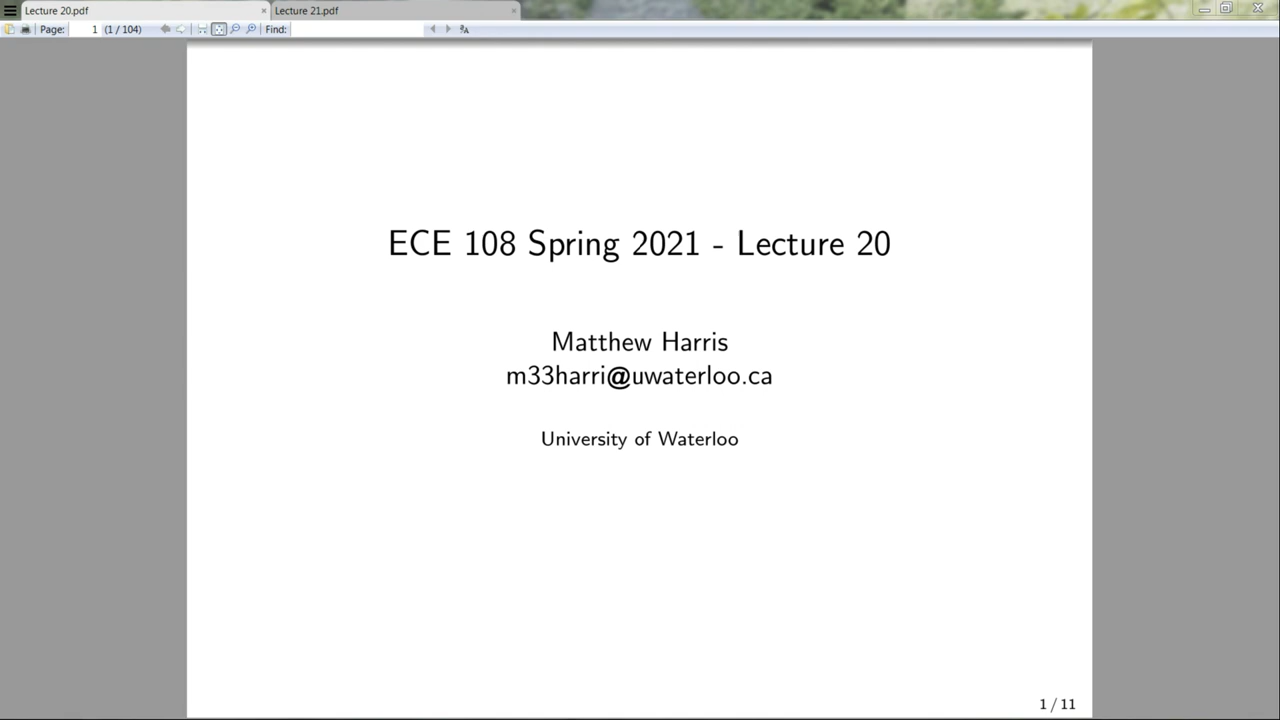 Lecture 20.pdf
Lecture 21.pdf
Page: 1 (1 / 104) Find:
ECE 108 Spring 2021 - Lecture 20
Matthew Harris
m33harri@uwaterloo.ca
University of Waterloo
1 / 11